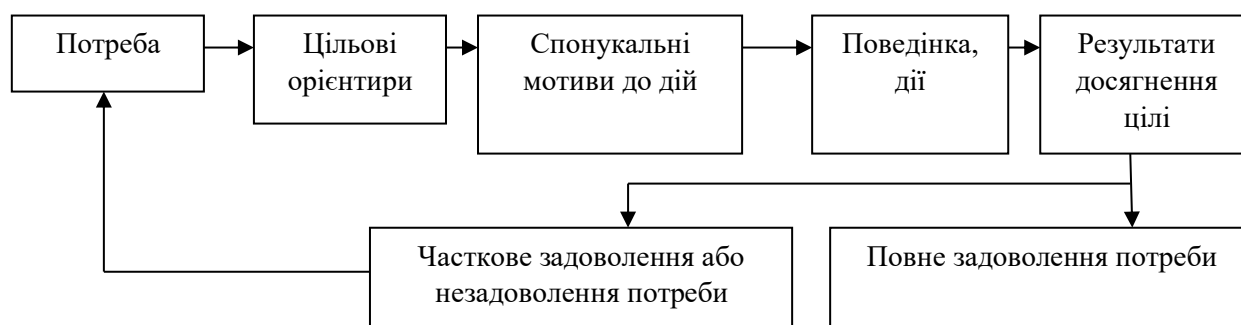 Потреба
Цільові
орієнтири
Спонукальні
мотиви до дій
Поведінка,
дії
Результати
досягнення
цілі
Часткове задоволення або
незадоволення потреби
Повне задоволення потреби